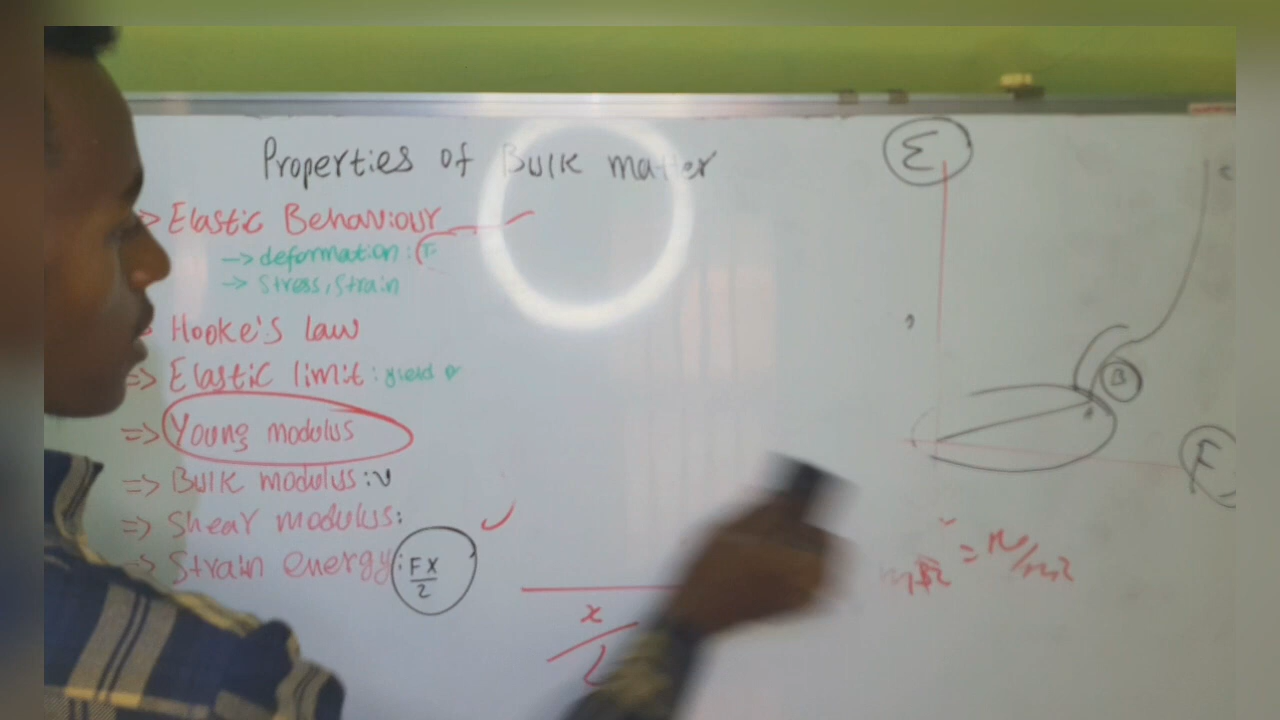 Properties of Bulk matter
=> Elastic Behaviour
-> deformation: (F
-> Stress, Strain
Hooke's law
=> Elastic limit: yield p
=> Young modulus
=> Bulk modulus: v
=> Shear modulus:
=> Strain energy: FX
2
x
L
Σ
B
F
= N/m2